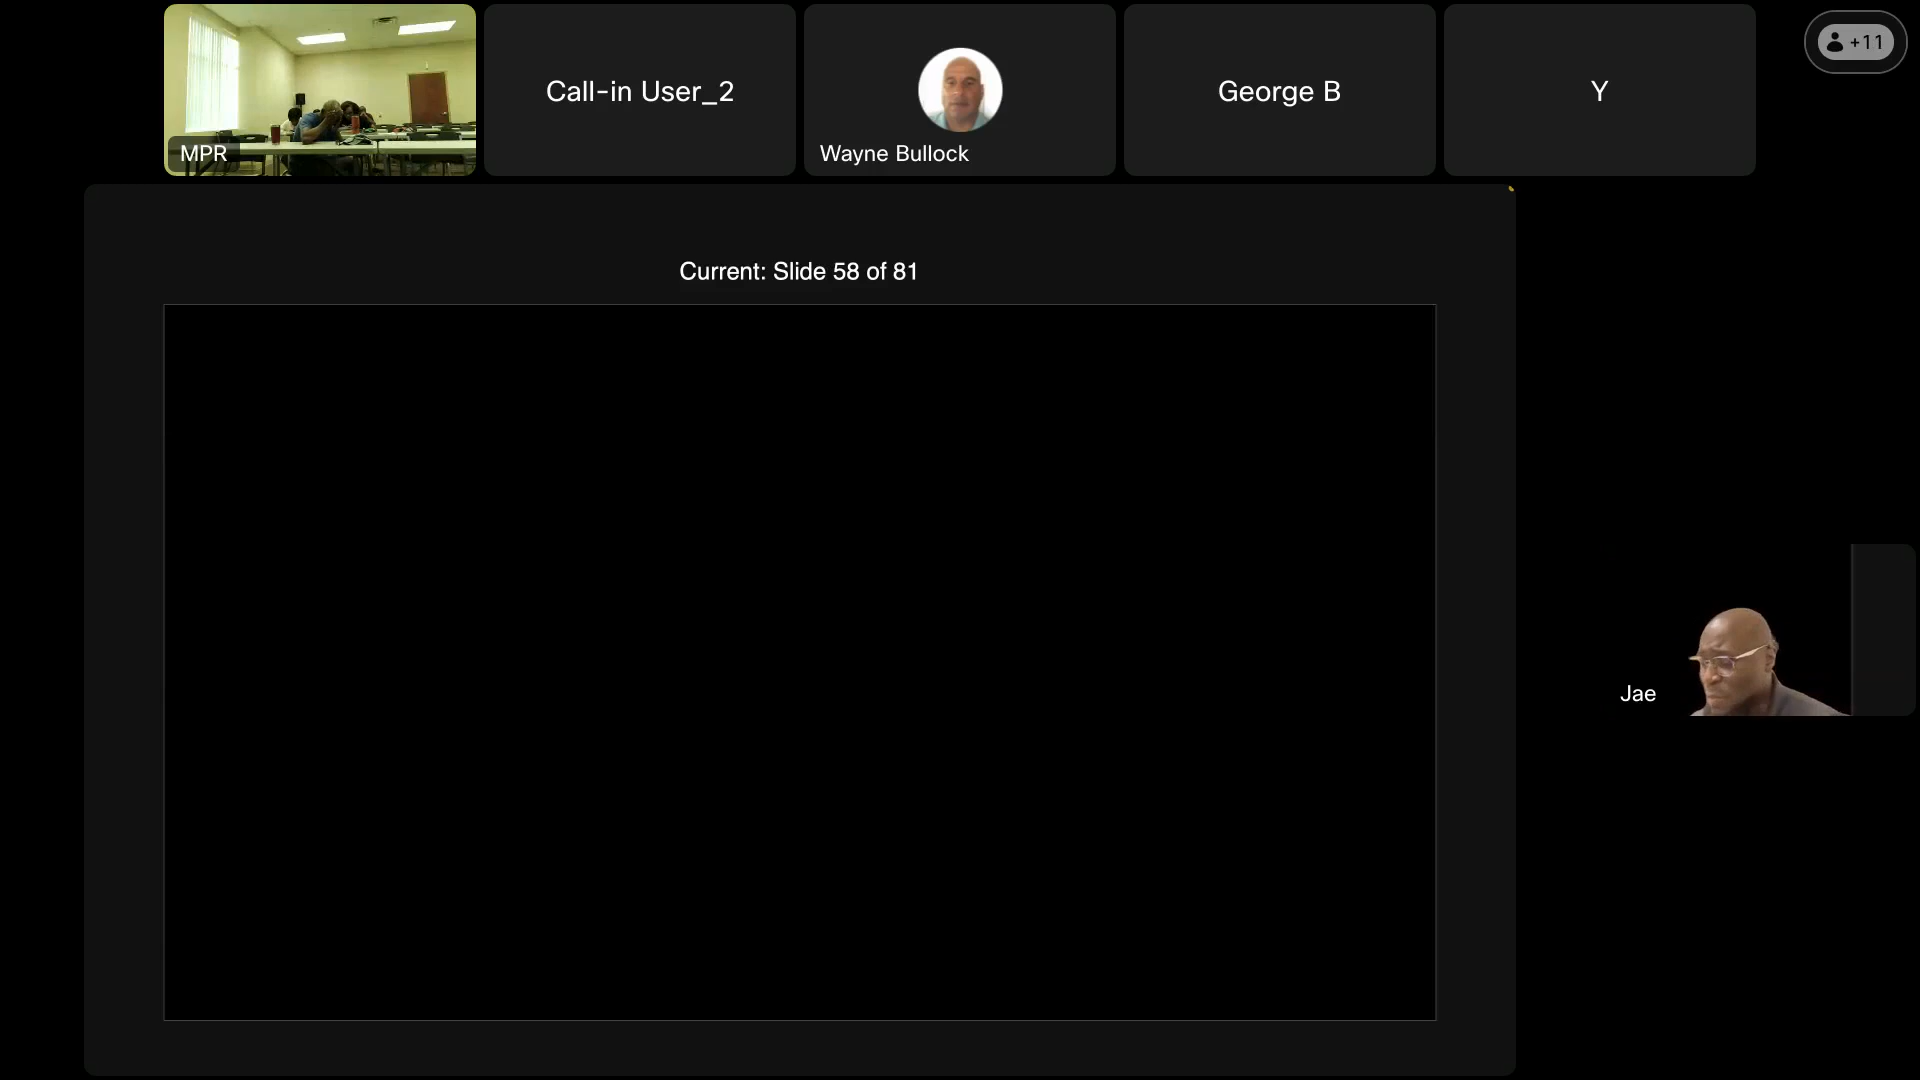 MPR
Call-in User_2
Wayne Bullock
George B
Y
+11
Current: Slide 58 of 81
Jae